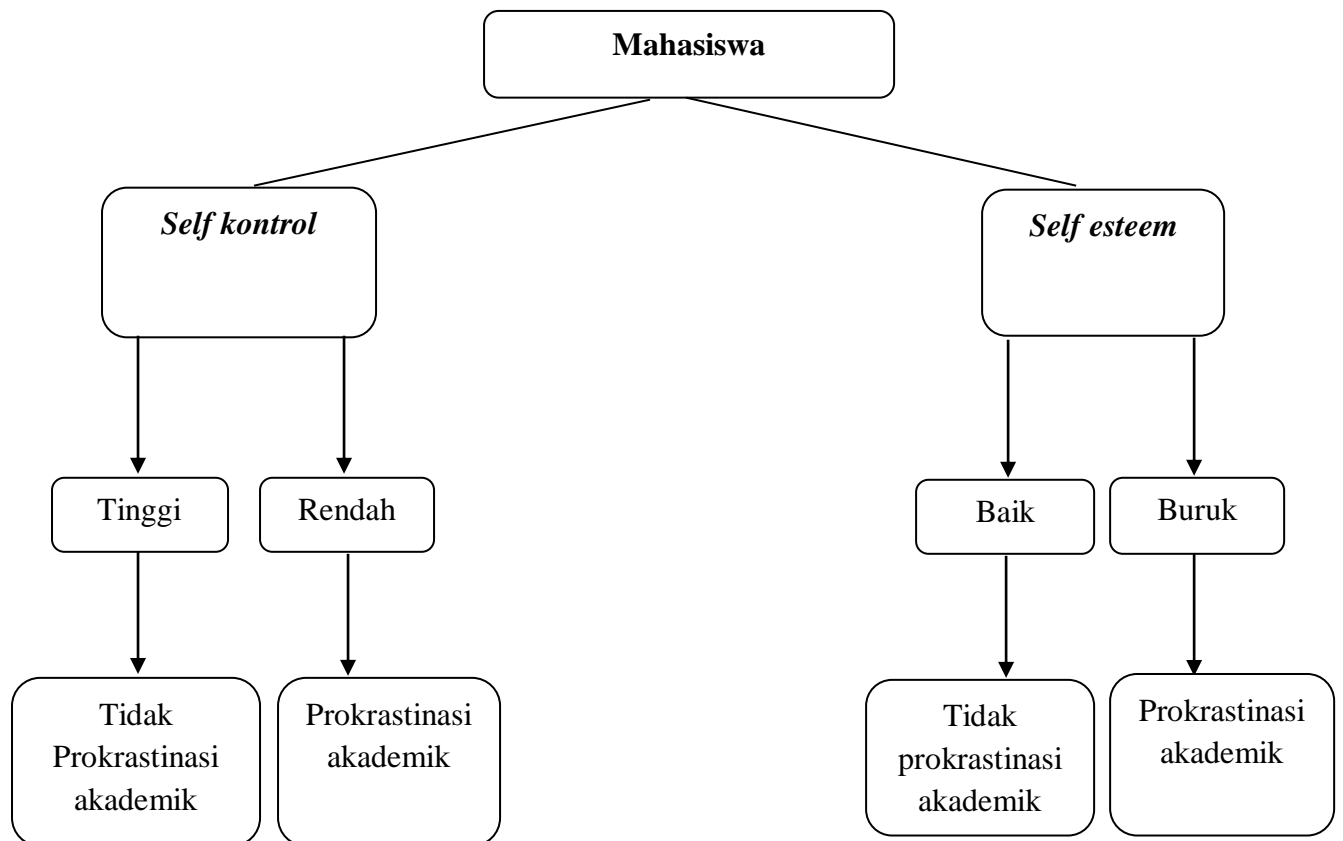 Mahasiswa
Self kontrol
Self esteem
Tinggi
Rendah
Baik
Buruk
Tidak
Prokrastinasi
akademik
Prokrastinasi
akademik
Tidak
prokrastinasi
akademik
Prokrastinasi
akademik